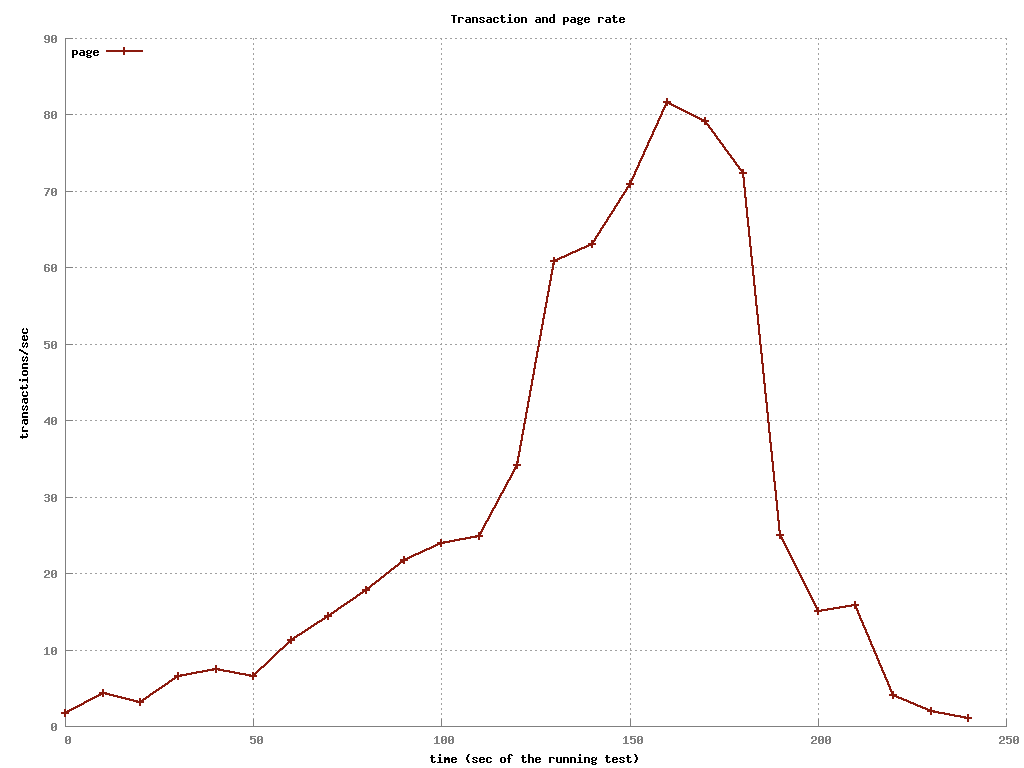 Transaction and page rate
page
90
80
70
60
50
40
30
20
10
0
transactions/sec
0 50 100 150 200 250
time (sec of the running test)